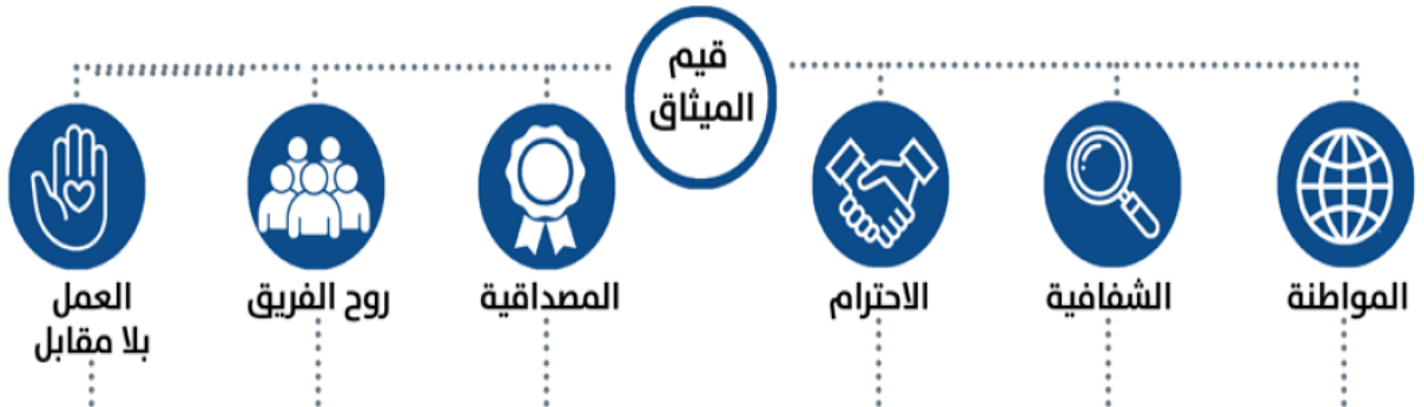 قيم
الميثاق
المواطنة
الشفافية
الاحترام
المصداقية
روح الفريق
العمل
بلا مقابل